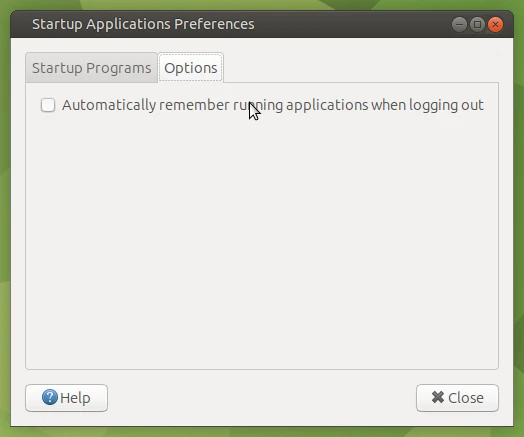 Startup Applications Preferences
Startup Programs Options
Automatically remember running applications when logging out
Help Close